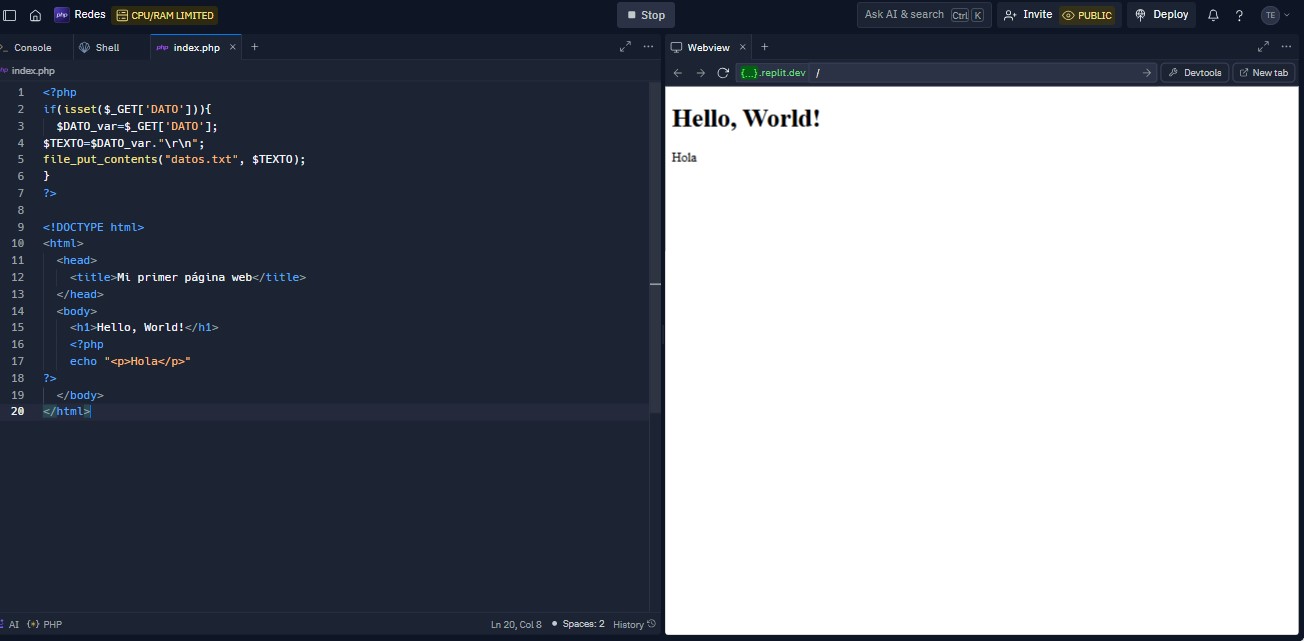 php Redes CPU/RAM LIMITED Stop Ask AI & search Ctrl K Invite PUBLIC Deploy ? TE
Console Shell php index.php × + ...
php index.php
1 <?php
2 if(isset($_GET['DATO'])){
3 $DATO_var=$_GET['DATO'];
4 $TEXTO=$DATO_var."\r\n";
5 file_put_contents("datos.txt", $TEXTO);
6 }
7 ?>
8
9 <!DOCTYPE html>
10 <html>
11 <head>
12 <title>Mi primer página web</title>
13 </head>
14 <body>
15 <h1>Hello, World!</h1>
16 <?php
17 echo "<p>Hola</p>"
18 ?>
19 </body>
20 </html>
AI {+} PHP Ln 20, Col 8 Spaces: 2 History
Webview × + ...
{...}.replit.dev / Devtools New tab
Hello, World!
Hola